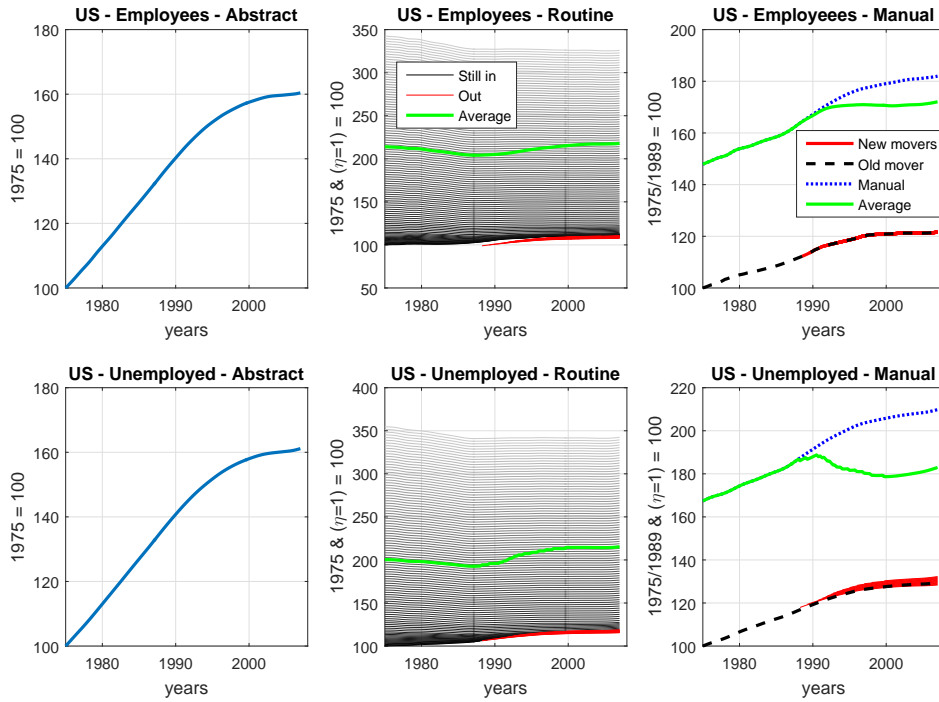 US - Employees - Abstract
180
160
140
120
100
1975 = 100
1980
1990
2000
years
US - Employees - Routine
350
300
250
200
150
100
50
1975 & (η=1) = 100
Still in
Out
Average
1980
1990
2000
years
US - Employeees - Manual
200
180
160
140
120
100
1975/1989 = 100
New movers
Old mover
Manual
Average
1980
1990
2000
years
US - Unemployed - Abstract
180
160
140
120
100
1975 = 100
1980
1990
2000
years
US - Unemployed - Routine
400
350
300
250
200
150
100
1975 & (η=1) = 100
1980
1990
2000
years
US - Unemployed - Manual
220
200
180
160
140
120
100
1975/1989 & (η=1) = 100
1980
1990
2000
years